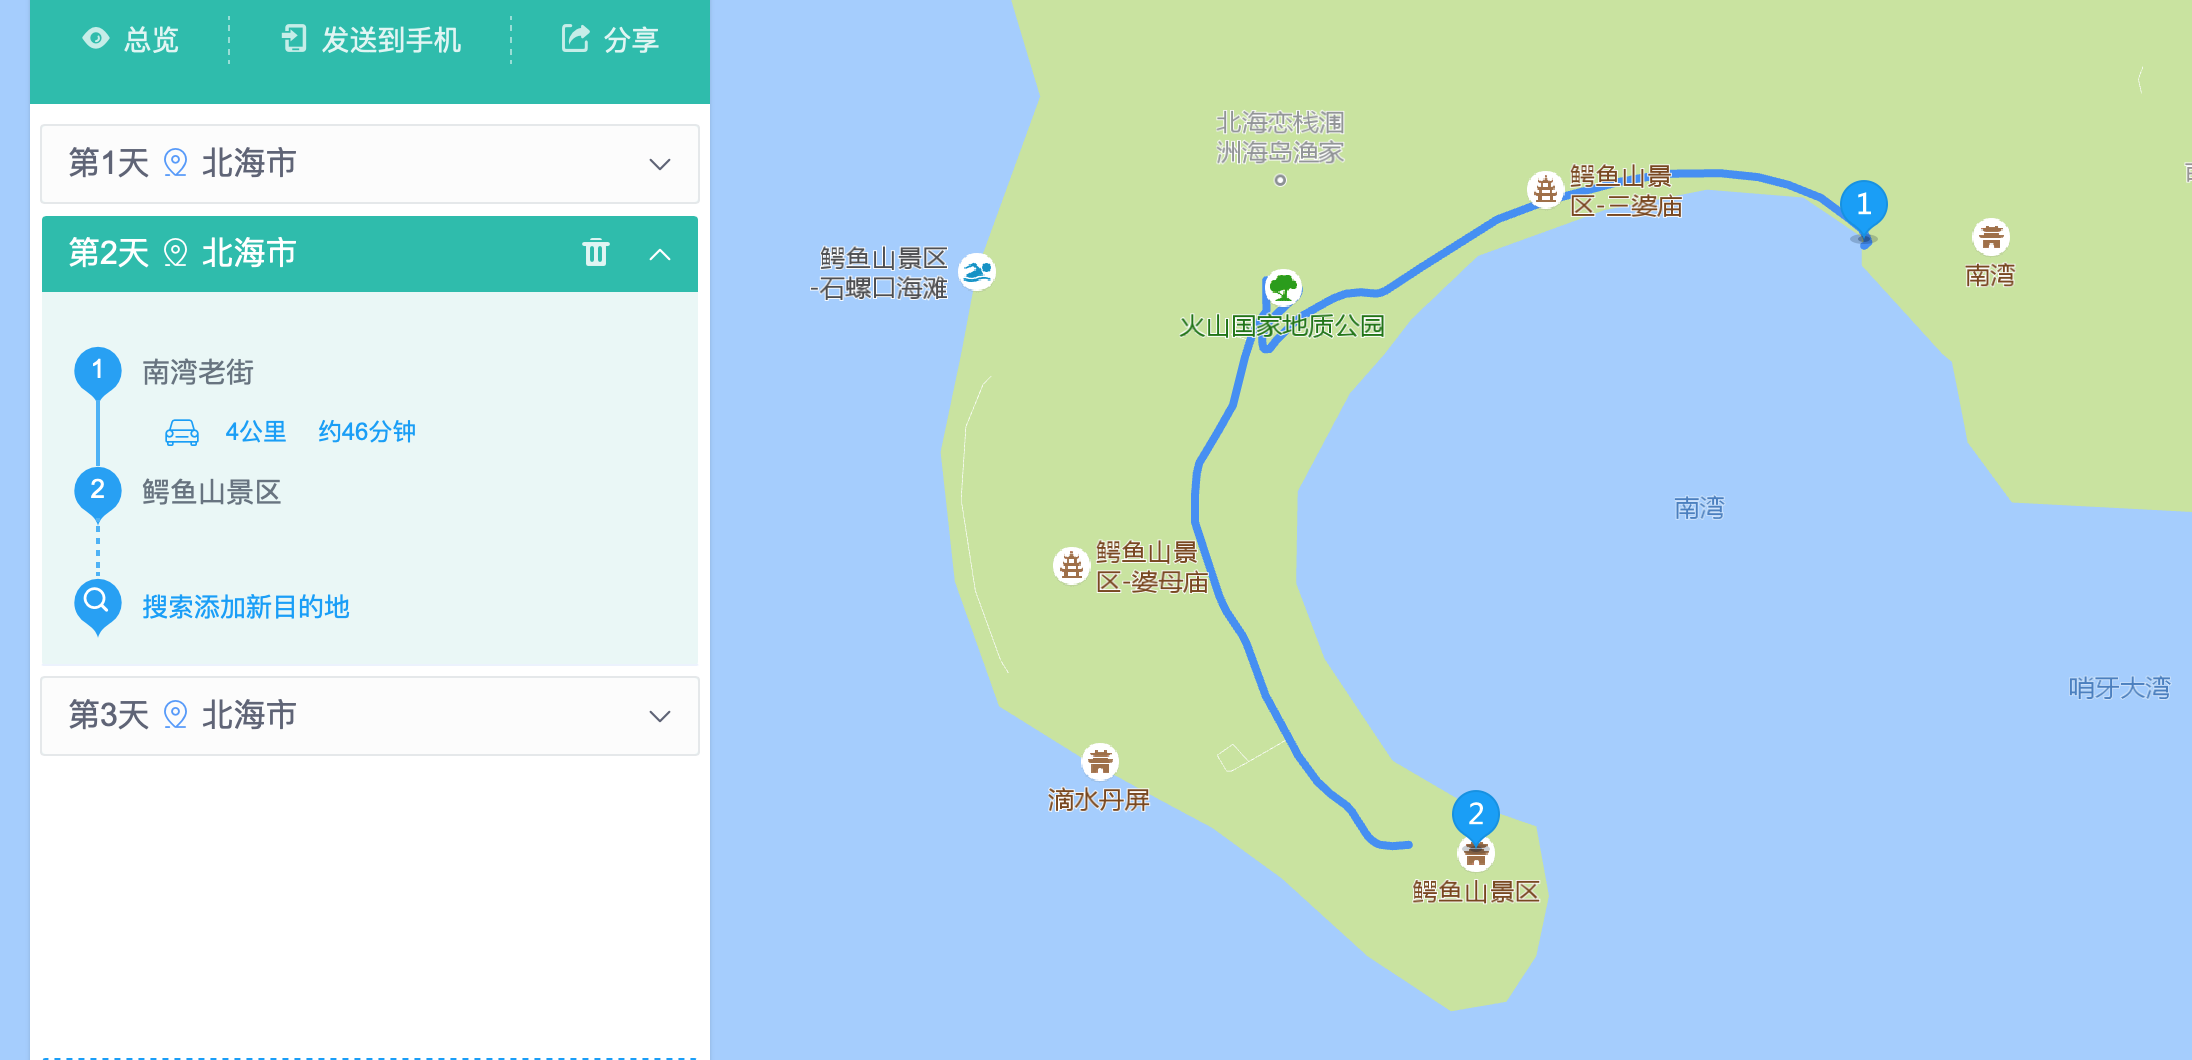 总览
发送到手机
分享
第1天 北海市
第2天 北海市
1 南湾老街
4公里 约46分钟
2 鳄鱼山景区
搜索添加新目的地
第3天 北海市
北海恋栈涠
洲海岛渔家
鳄鱼山景
区-三婆庙
1
南湾
鳄鱼山景区
-石螺口海滩
火山国家地质公园
南湾
鳄鱼山景
区-婆母庙
哨牙大湾
滴水丹屏
2
鳄鱼山景区